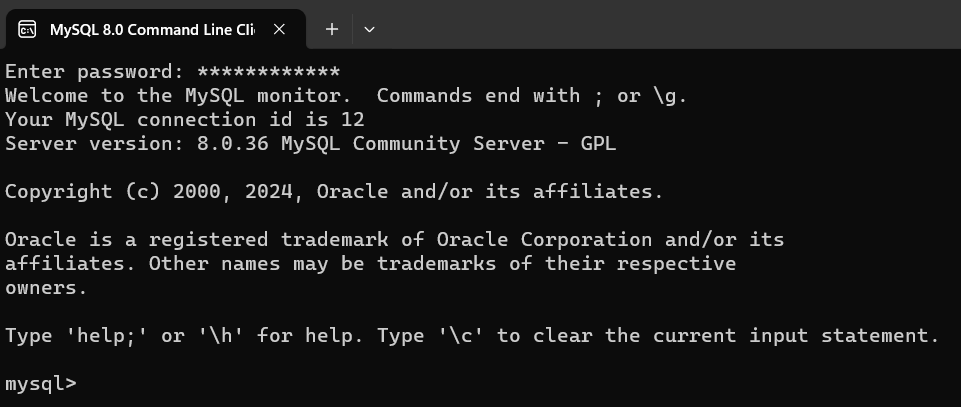 MySQL 8.0 Command Line Cli
Enter password: ************
Welcome to the MySQL monitor.  Commands end with ; or \g.
Your MySQL connection id is 12
Server version: 8.0.36 MySQL Community Server - GPL
Copyright (c) 2000, 2024, Oracle and/or its affiliates.
Oracle is a registered trademark of Oracle Corporation and/or its
affiliates. Other names may be trademarks of their respective
owners.
Type 'help;' or '\h' for help. Type '\c' to clear the current input statement.
mysql>